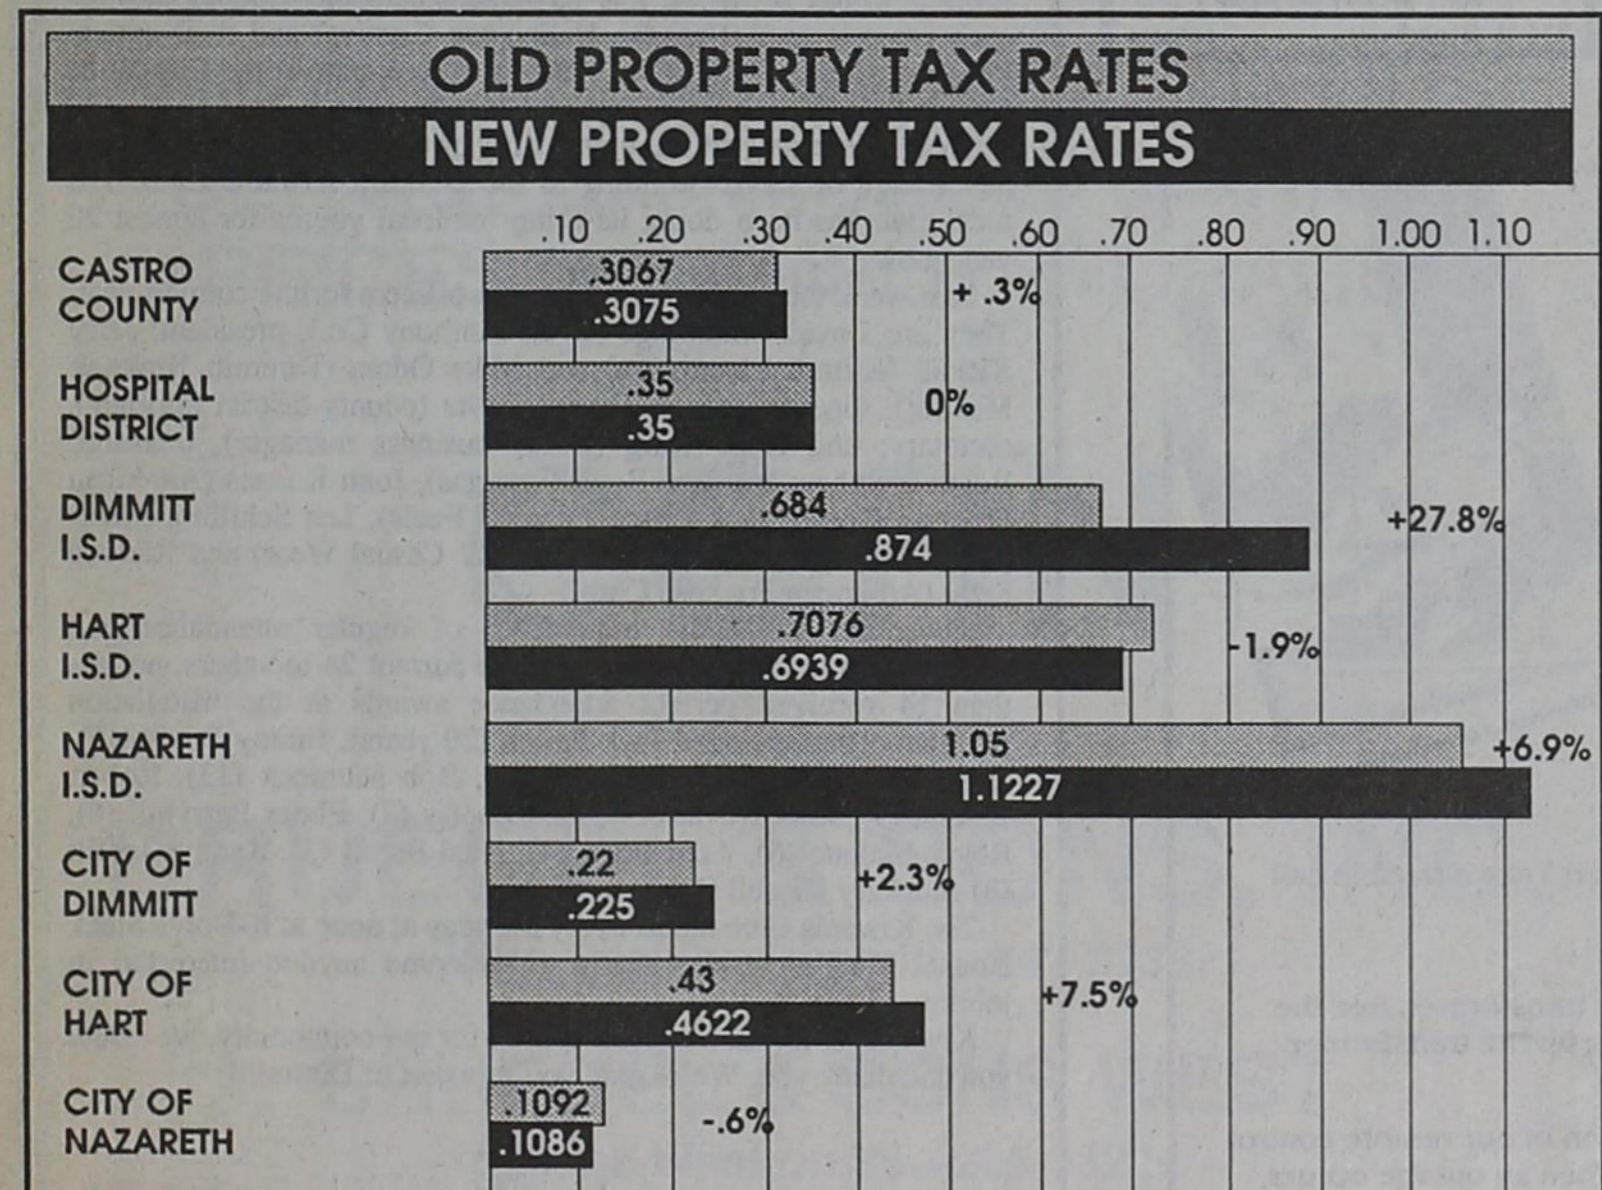 OLD PROPERTY TAX RATES
NEW PROPERTY TAX RATES
.10 .20 .30 .40 .50 .60 .70 .80 .90 1.00 1.10
CASTRO
COUNTY
.3067
.3075
+ .3%
HOSPITAL
DISTRICT
.35
.35
0%
DIMMITT
I.S.D.
.684
.874
+27.8%
HART
I.S.D.
.7076
.6939
-1.9%
NAZARETH
I.S.D.
1.05
1.1227
+6.9%
CITY OF
DIMMITT
.22
.225
+2.3%
CITY OF
HART
.43
.4622
+7.5%
CITY OF
NAZARETH
.1092
.1086
-.6%